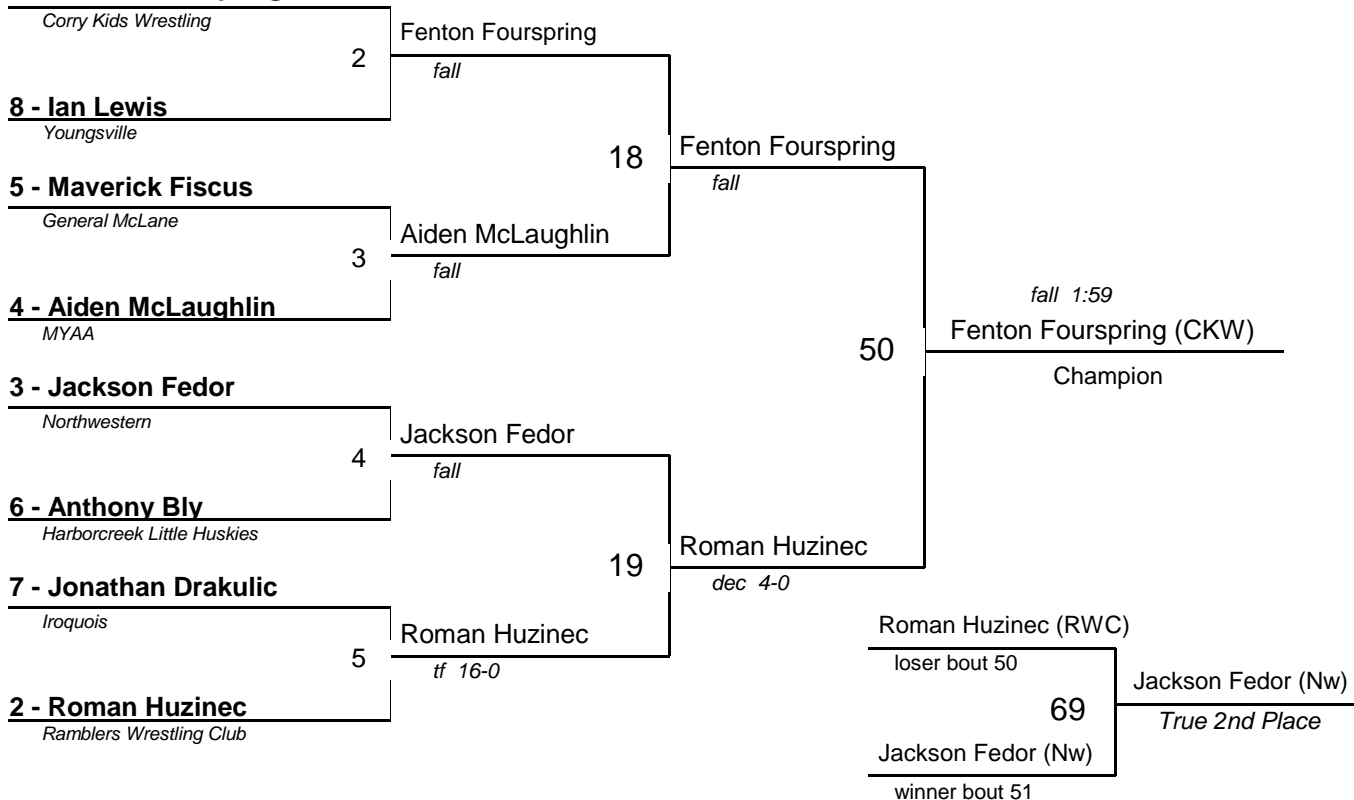 Corry Kids Wrestling
2
Fenton Fourspring
fall
8 - Ian Lewis
Youngsville
18
Fenton Fourspring
fall
5 - Maverick Fiscus
General McLane
3
Aiden McLaughlin
fall
4 - Aiden McLaughlin
MYAA
fall 1:59
50
Fenton Fourspring (CKW)
Champion
3 - Jackson Fedor
Northwestern
4
Jackson Fedor
fall
6 - Anthony Bly
Harborcreek Little Huskies
19
Roman Huzinec
dec 4-0
7 - Jonathan Drakulic
Iroquois
5
Roman Huzinec
tf 16-0
2 - Roman Huzinec
Ramblers Wrestling Club
Roman Huzinec (RWC)
loser bout 50
69
Jackson Fedor (Nw)
True 2nd Place
Jackson Fedor (Nw)
winner bout 51